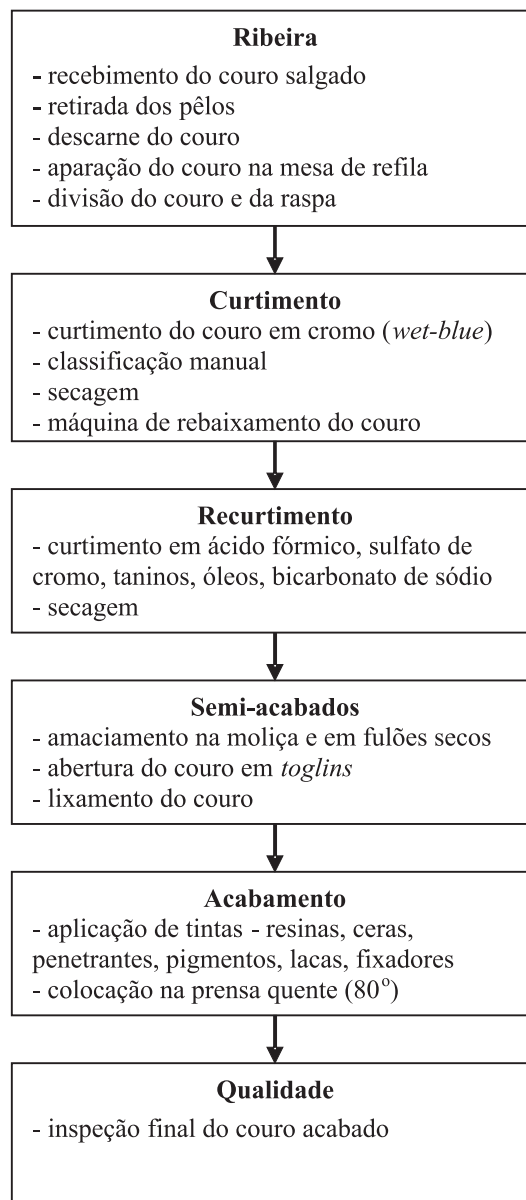 Ribeira
- recebimento do couro salgado
- retirada dos pêlos
- descarne do couro
- aparação do couro na mesa de refila
- divisão do couro e da raspa
Curtimento
- curtimento do couro em cromo (wet-blue)
- classificação manual
- secagem
- máquina de rebaixamento do couro
Recurtimento
- curtimento em ácido fórmico, sulfato de
cromo, taninos, óleos, bicarbonato de sódio
- secagem
Semi-acabados
- amaciamento na moliça e em fulões secos
- abertura do couro em toglins
- lixamento do couro
Acabamento
- aplicação de tintas - resinas, ceras,
penetrantes, pigmentos, lacas, fixadores
- colocação na prensa quente (80º)
Qualidade
- inspeção final do couro acabado